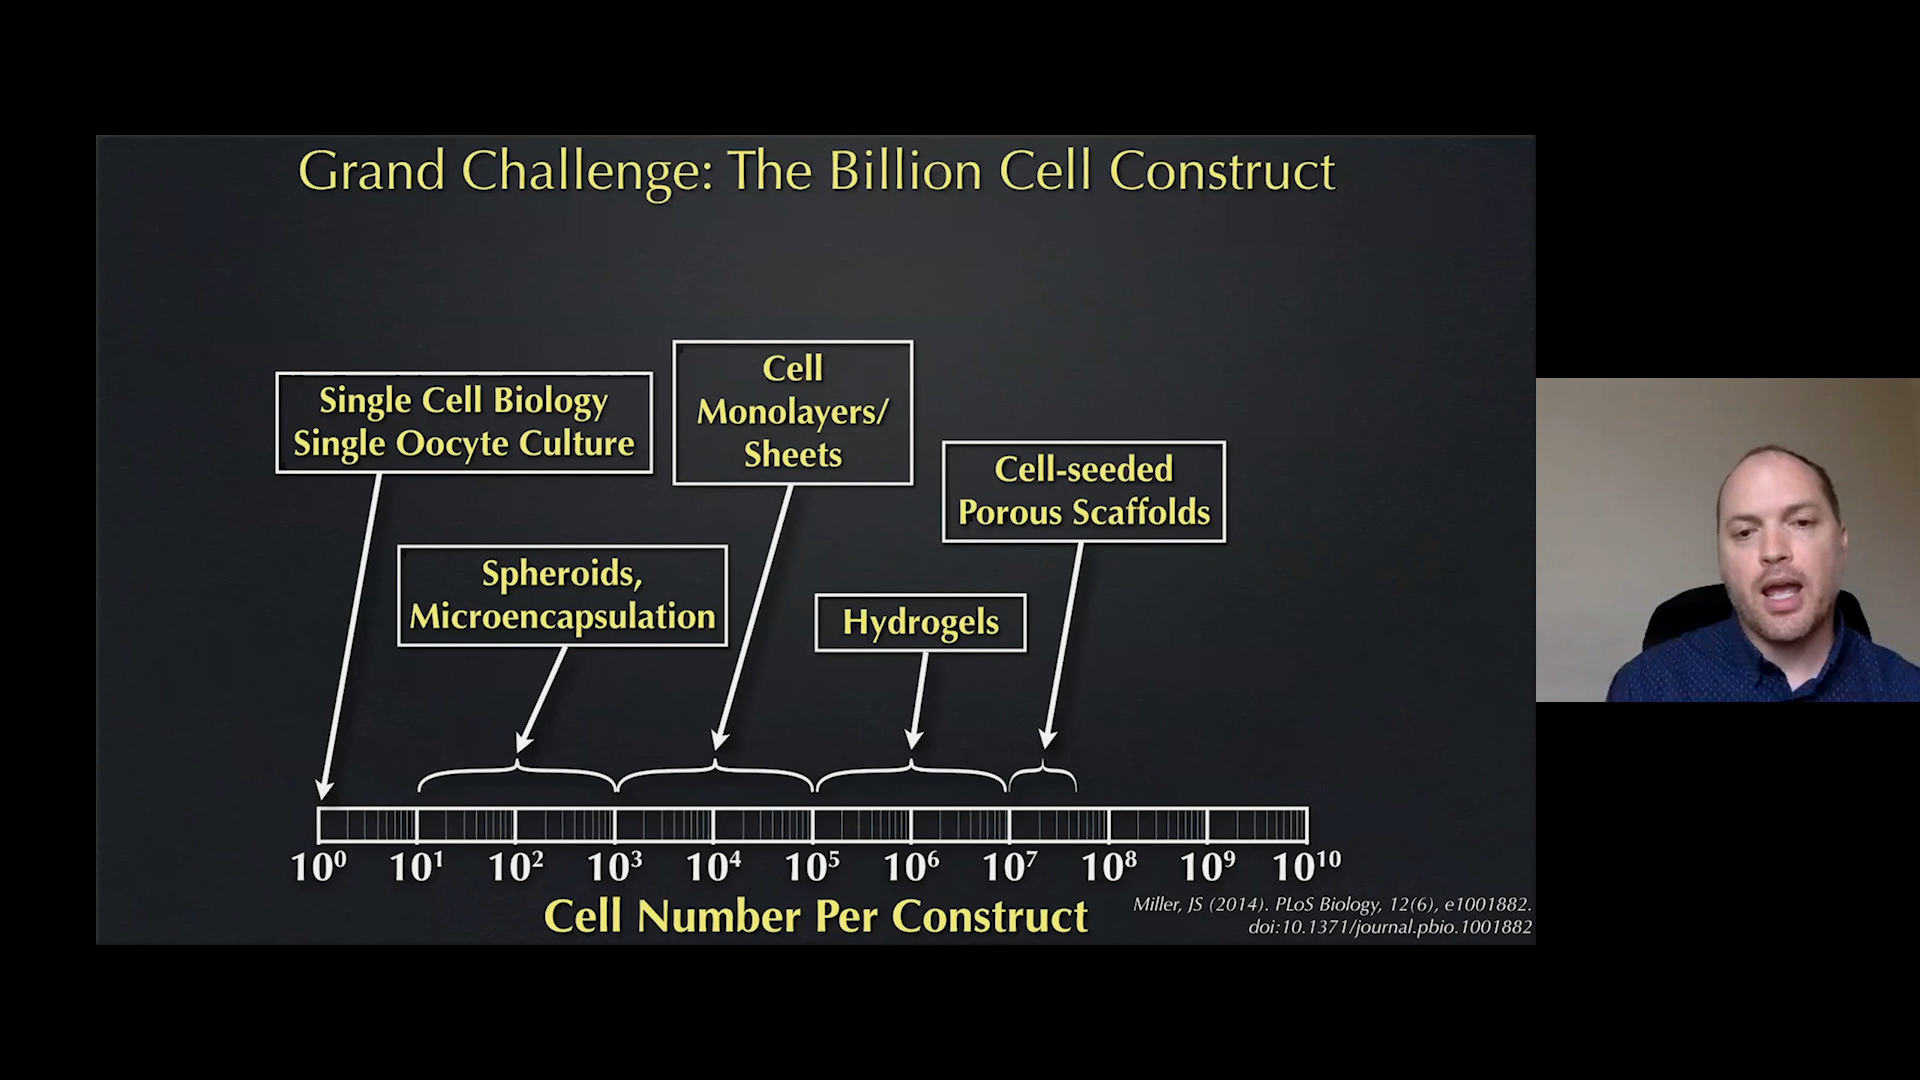 Grand Challenge: The Billion Cell Construct
Single Cell Biology
Single Oocyte Culture
Cell
Monolayers/
Sheets
Cell-seeded
Porous Scaffolds
Spheroids,
Microencapsulation
Hydrogels
10⁰ 10¹ 10² 10³ 10⁴ 10⁵ 10⁶ 10⁷ 10⁸ 10⁹ 10¹⁰
Cell Number Per Construct
Miller, JS (2014). PLoS Biology, 12(6), e1001882.
doi:10.1371/journal.pbio.1001882